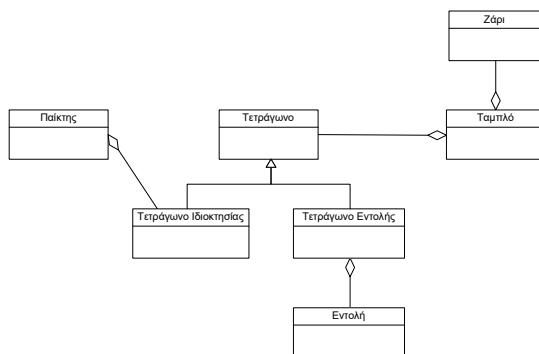 Ζάρι
Παίκτης
Τετράγωνο
Ταμπλό
Τετράγωνο Ιδιοκτησίας
Τετράγωνο Εντολής
Εντολή